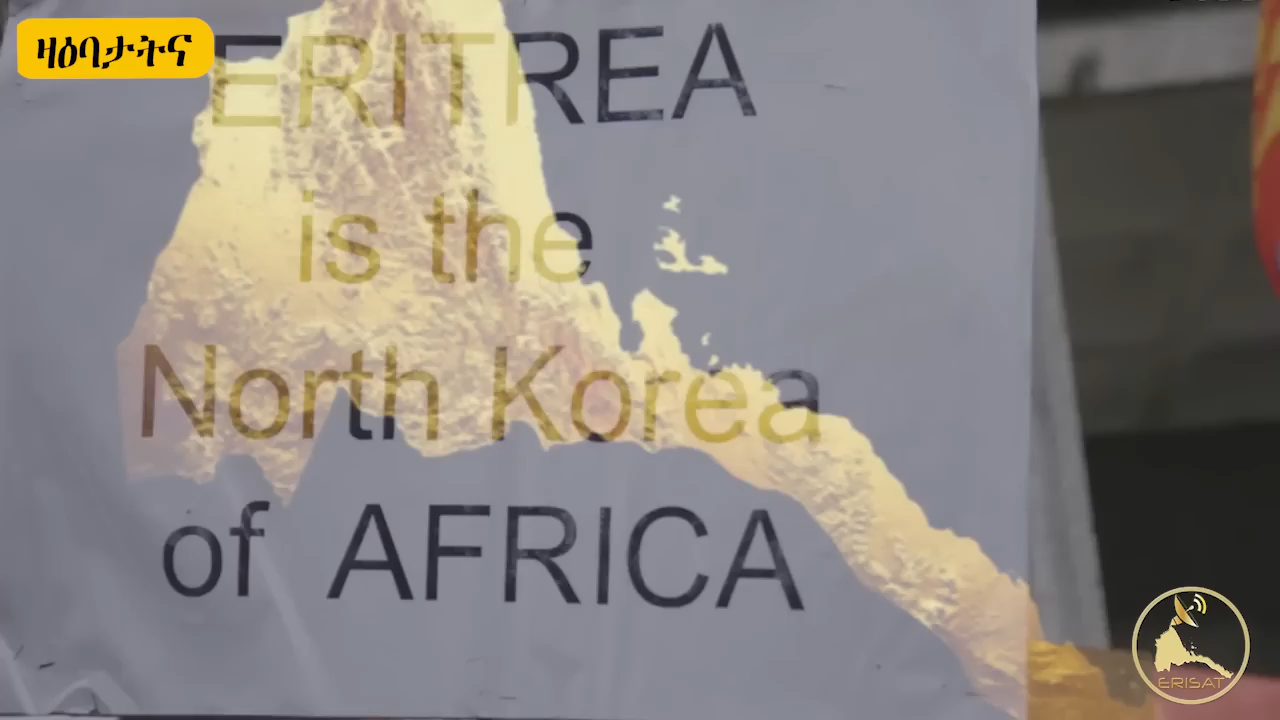 ዛዕባታትና
ERITREA
is the
North Korea
of AFRICA
ERISAT